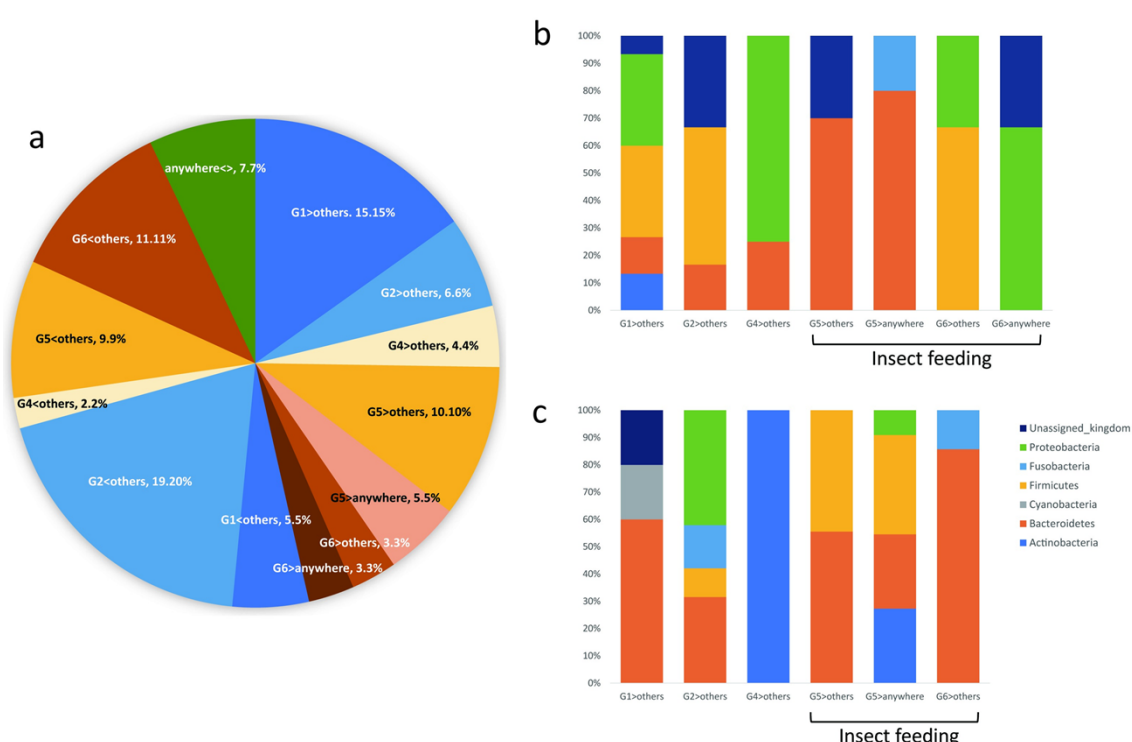 a
anywhere<>, 7.7%
G1>others. 15.15%
G6<others, 11.11%
G2>others, 6.6%
G5<others, 9.9%
G4>others, 4.4%
G4<others, 2.2%
G5>others, 10.10%
G2<others, 19.20%
G5>anywhere, 5.5%
G1<others, 5.5%
G6>others, 3.3%
G6>anywhere, 3.3%
b
100%
90%
80%
70%
60%
50%
40%
30%
20%
10%
0%
G1>others G2>others G4>others G5>others G5>anywhere G6>others G6>anywhere
Insect feeding
c
100%
90%
80%
70%
60%
50%
40%
30%
20%
10%
0%
G1>others G2>others G4>others G5>others G5>anywhere G6>others
Insect feeding
Unassigned_kingdom
Proteobacteria
Fusobacteria
Firmicutes
Cyanobacteria
Bacteroidetes
Actinobacteria